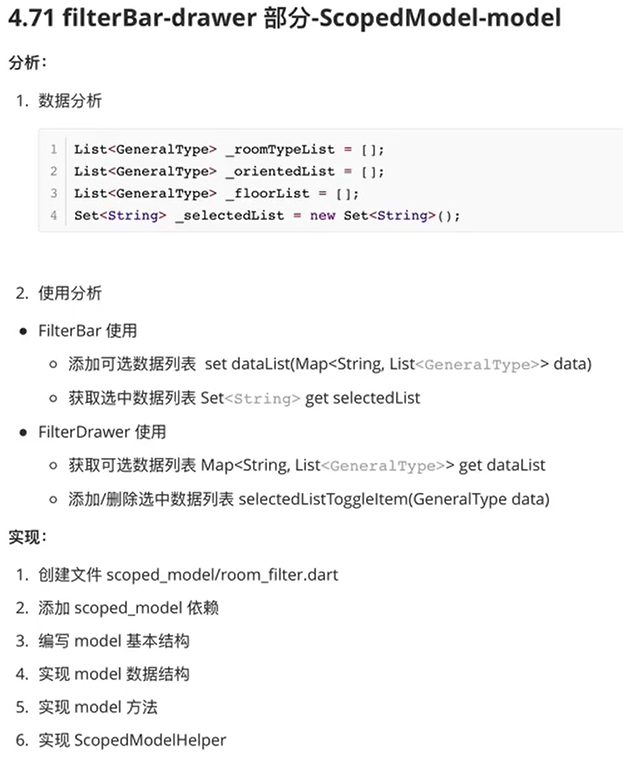 4.71 filterBar-drawer 部分-ScopedModel-model
分析：
1. 数据分析
1 List<GeneralType> _roomTypeList = [];
2 List<GeneralType> _orientedList = [];
3 List<GeneralType> _floorList = [];
4 Set<String> _selectedList = new Set<String>();
2. 使用分析
• FilterBar 使用
◦ 添加可选数据列表 set dataList(Map<String, List<GeneralType>> data)
◦ 获取选中数据列表 Set<String> get selectedList
• FilterDrawer 使用
◦ 获取可选数据列表 Map<String, List<GeneralType>> get dataList
◦ 添加/删除选中数据列表 selectedListToggleItem(GeneralType data)
实现：
1. 创建文件 scoped_model/room_filter.dart
2. 添加 scoped_model 依赖
3. 编写 model 基本结构
4. 实现 model 数据结构
5. 实现 model 方法
6. 实现 ScopedModelHelper